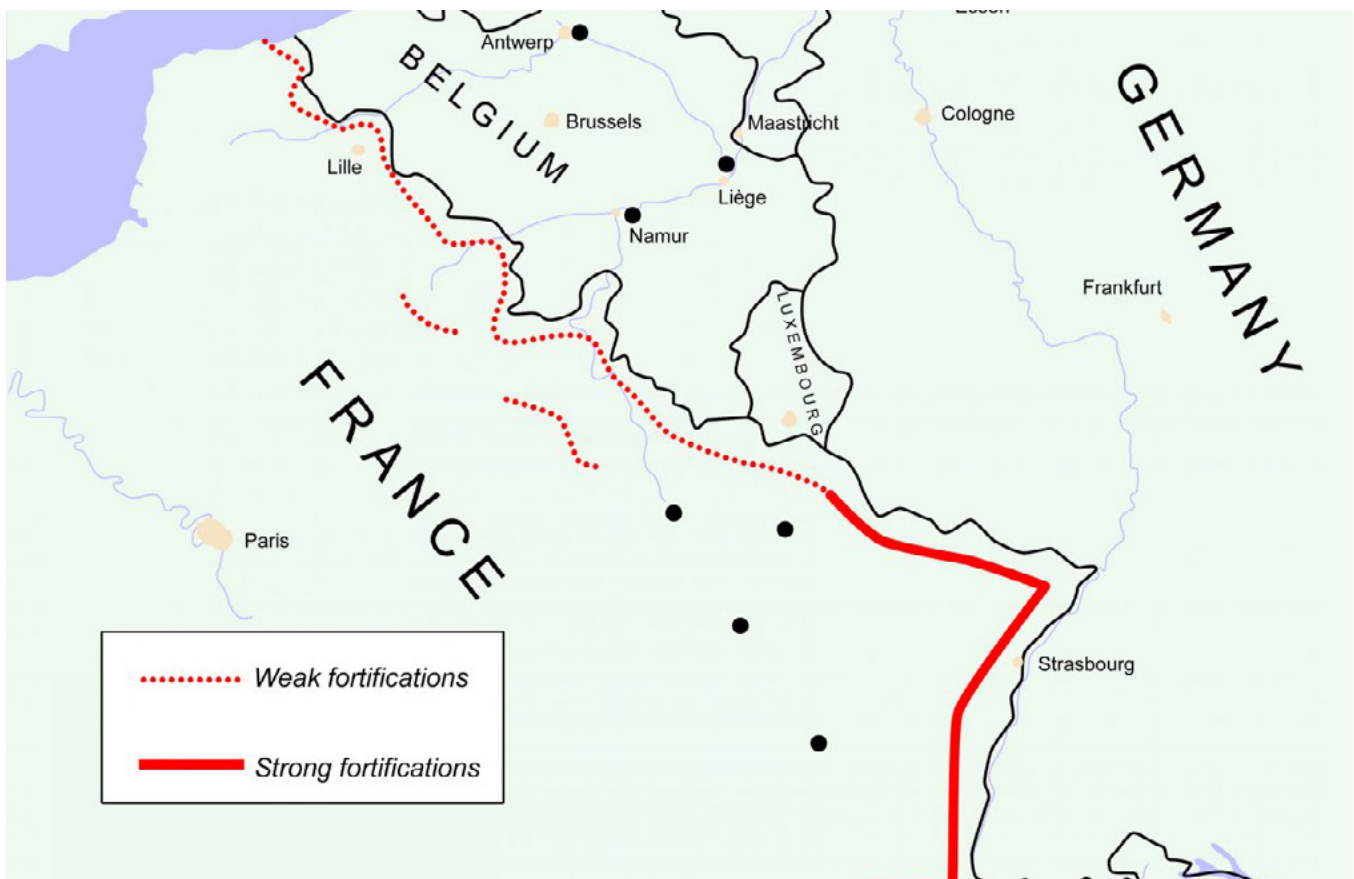 Antwerp
BELGIUM
Brussels
Maastricht
Cologne
GERMANY
Lille
Liège
Namur
Frankfurt
LUXEMBOURG
FRANCE
Paris
Strasbourg
Weak fortifications
Strong fortifications